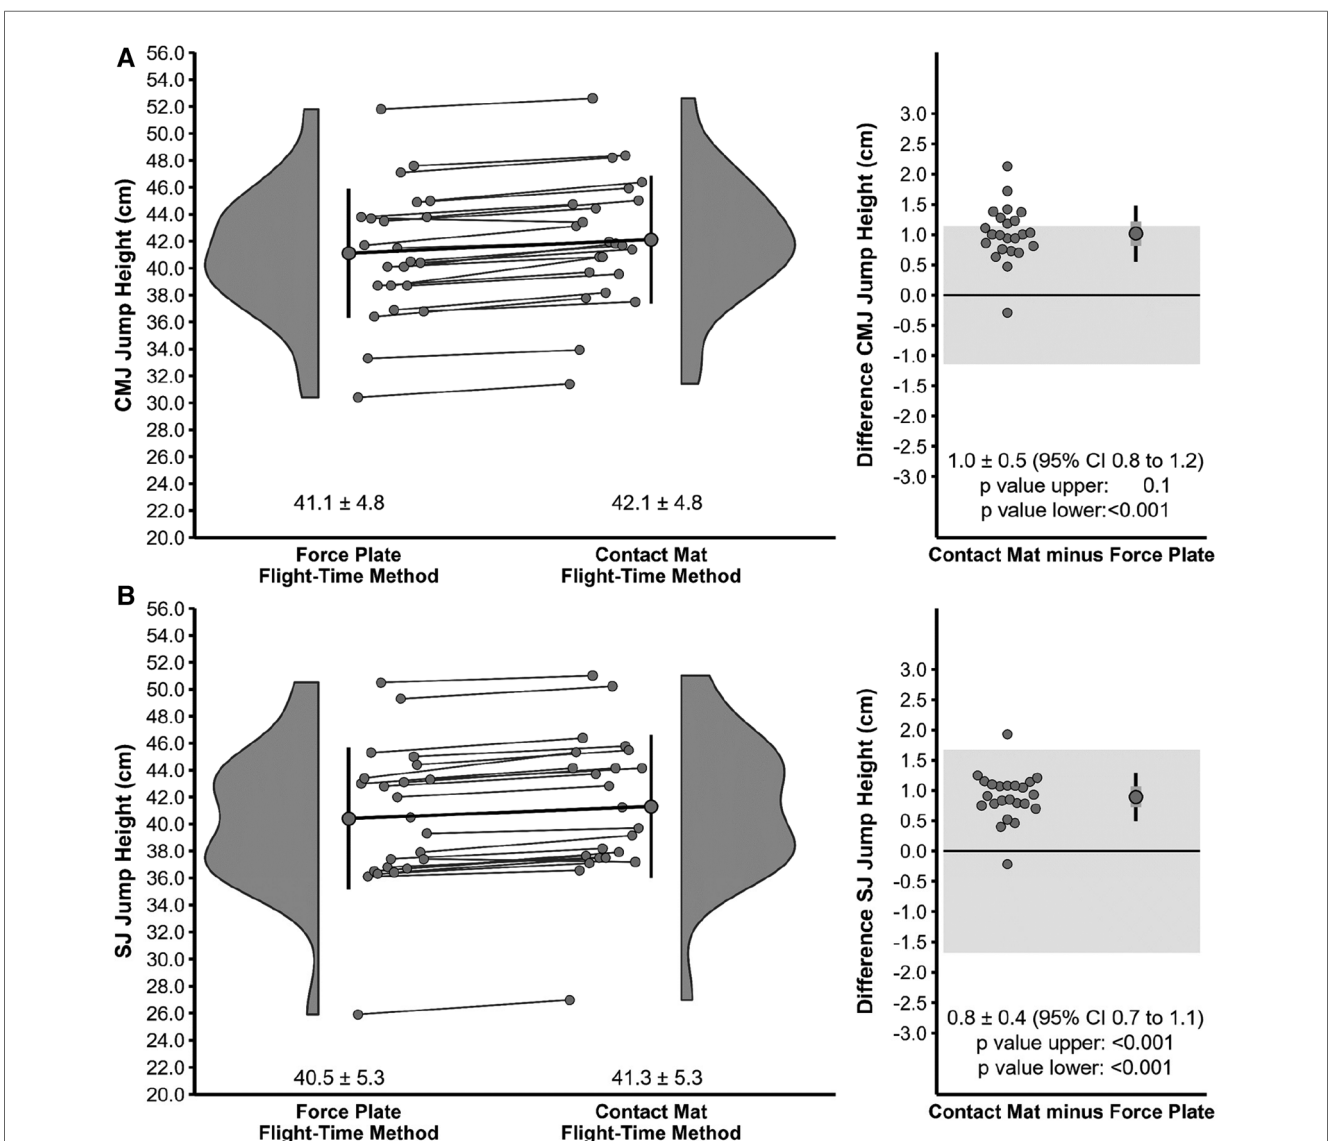 A
56.0
54.0
52.0
50.0
48.0
46.0
44.0
42.0
40.0
38.0
36.0
34.0
32.0
30.0
28.0
26.0
24.0
22.0
20.0
CMJ Jump Height (cm)
41.1 ± 4.8
42.1 ± 4.8
Force Plate
Flight-Time Method
Contact Mat
Flight-Time Method
3.0
2.5
2.0
1.5
1.0
0.5
0.0
-0.5
-1.0
-1.5
-2.0
-2.5
-3.0
Difference CMJ Jump Height (cm)
1.0 ± 0.5 (95% CI 0.8 to 1.2)
p value upper: 0.1
p value lower:<0.001
Contact Mat minus Force Plate
B
56.0
54.0
52.0
50.0
48.0
46.0
44.0
42.0
40.0
38.0
36.0
34.0
32.0
30.0
28.0
26.0
24.0
22.0
20.0
SJ Jump Height (cm)
40.5 ± 5.3
41.3 ± 5.3
Force Plate
Flight-Time Method
Contact Mat
Flight-Time Method
3.0
2.5
2.0
1.5
1.0
0.5
0.0
-0.5
-1.0
-1.5
-2.0
-2.5
-3.0
Difference SJ Jump Height (cm)
0.8 ± 0.4 (95% CI 0.7 to 1.1)
p value upper: <0.001
p value lower: <0.001
Contact Mat minus Force Plate